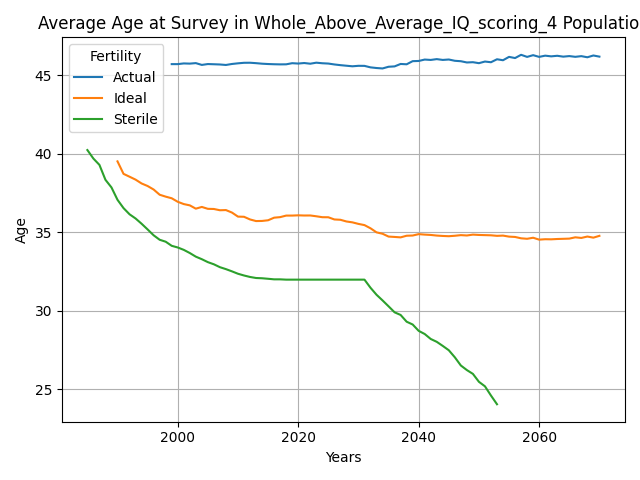 Average Age at Survey in Whole_Above_Average_IQ_scoring_4 Populatio
Fertility
Actual
Ideal
Sterile
45
40
35
30
25
Age
2000
2020
2040
2060
Years